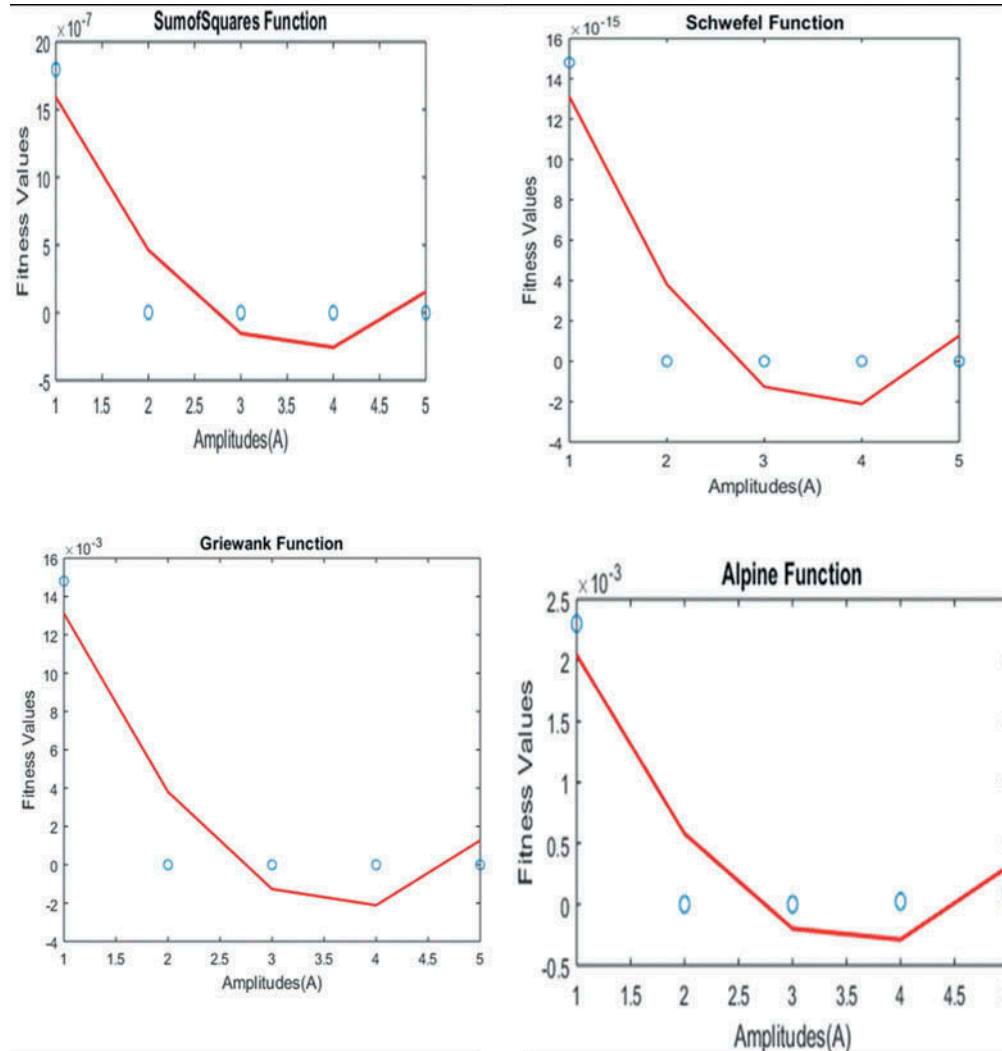 SumofSquares Function
×10-7
20
15
10
5
0
-5
Fitness Values
1 1.5 2 2.5 3 3.5 4 4.5 5
Amplitudes(A)
Schwefel Function
×10-15
16
14
12
10
8
6
4
2
0
-2
-4
Fitness Values
1 2 3 4 5
Amplitudes(A)
Griewank Function
×10-3
16
14
12
10
8
6
4
2
0
-2
-4
Fitness Values
1 1.5 2 2.5 3 3.5 4 4.5 5
Amplitudes(A)
Alpine Function
×10-3
2.5
2
1.5
1
0.5
0
-0.5
Fitness Values
1 1.5 2 2.5 3 3.5 4 4.5
Amplitudes(A)